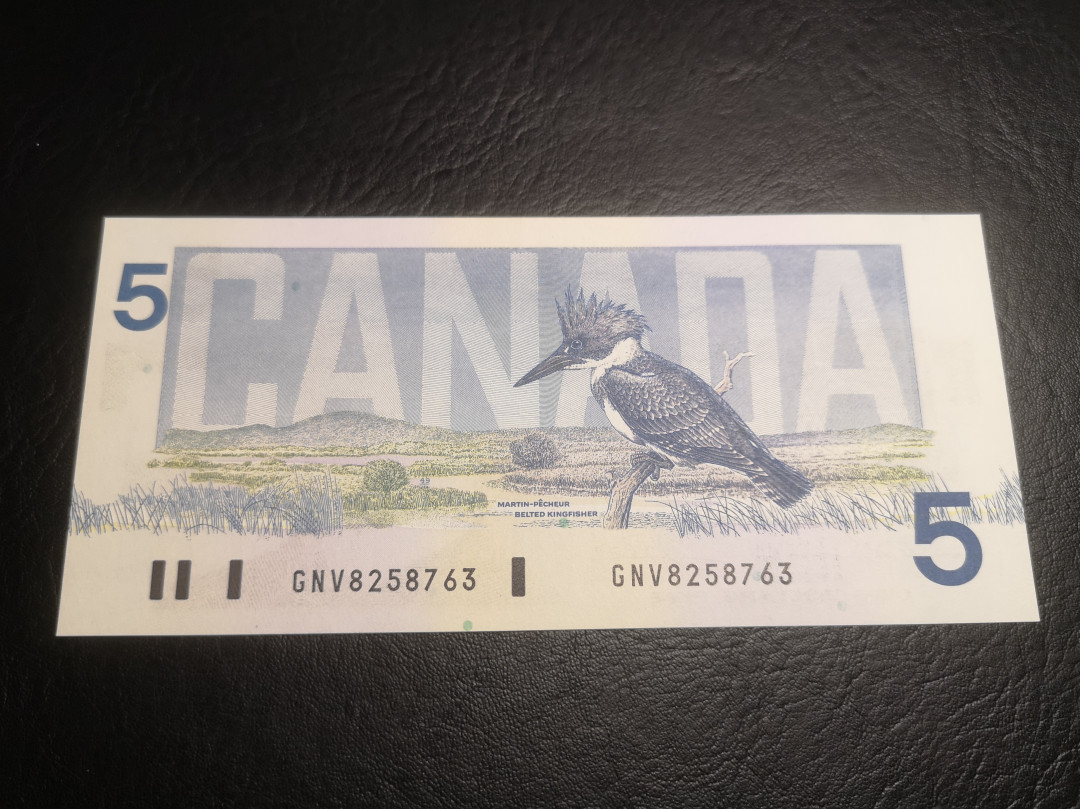 CANADA
5
MARTIN-PÊCHEUR
BELTED KINGFISHER
5
GNV8258763 GNV8258763